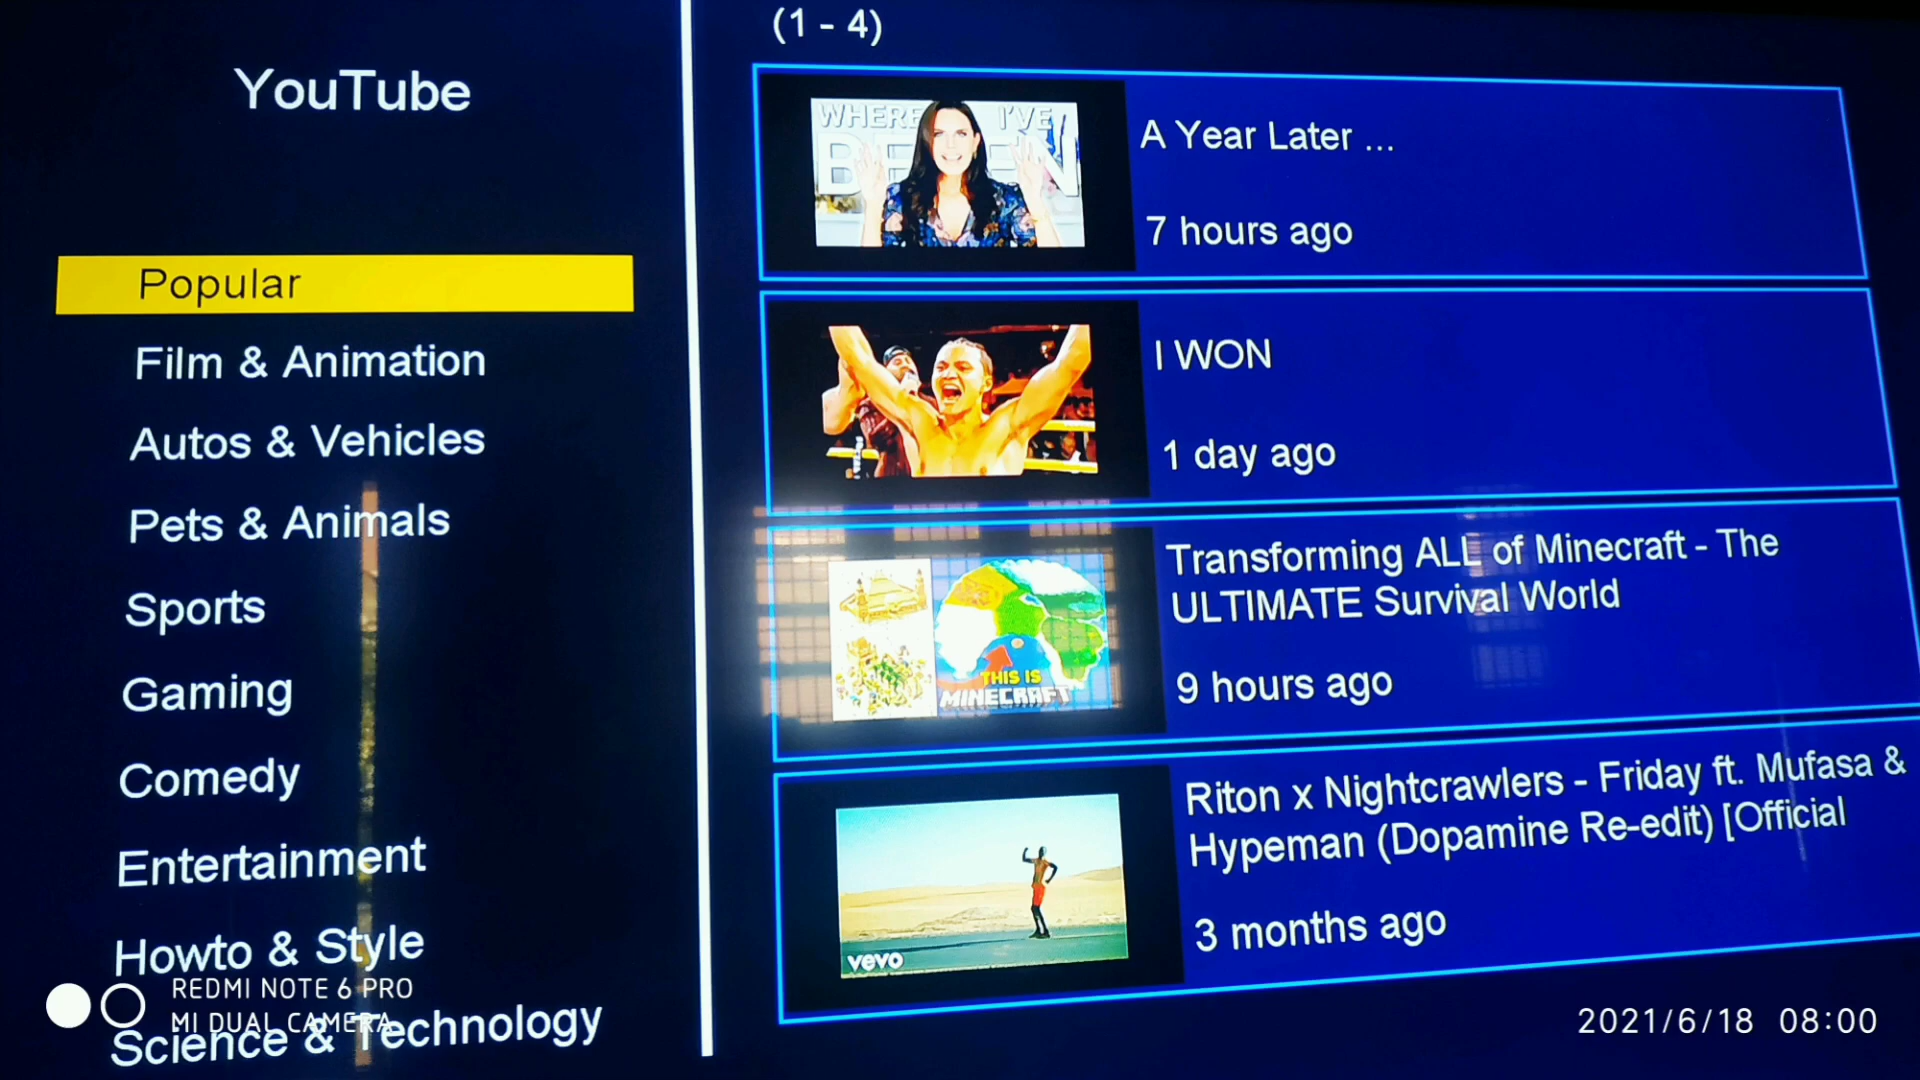 YouTube
Popular
Film & Animation
Autos & Vehicles
Pets & Animals
Sports
Gaming
Comedy
Entertainment
Howto & Style
Science & Technology
(1 - 4)
WHERE I'VE
BEEN
A Year Later ...
7 hours ago
I WON
1 day ago
THIS IS
MINECRAFT
Transforming ALL of Minecraft - The
ULTIMATE Survival World
9 hours ago
vevo
Riton x Nightcrawlers - Friday ft. Mufasa &
Hypeman (Dopamine Re-edit) [Official
3 months ago
REDMI NOTE 6 PRO
MI DUAL CAMERA
2021/6/18 08:00